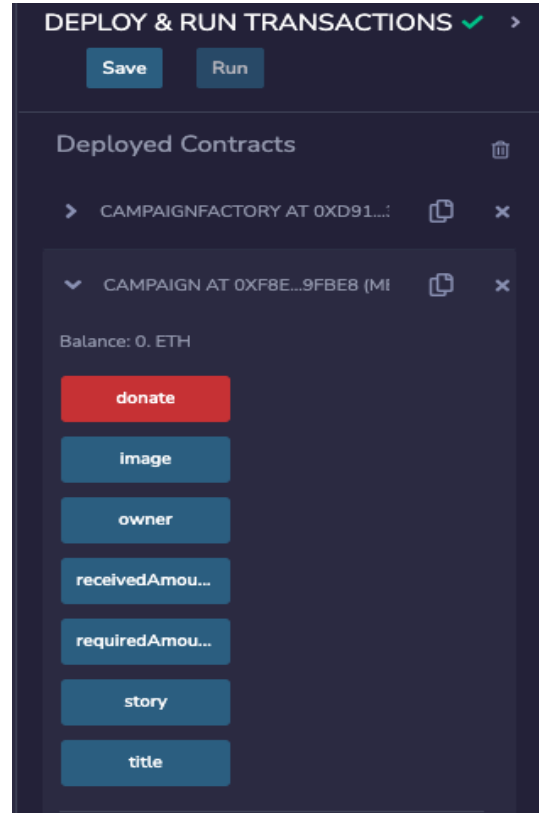 DEPLOY & RUN TRANSACTIONS
Save Run
Deployed Contracts
CAMPAIGNFACTORY AT 0XD91...
CAMPAIGN AT 0XF8E...9FBE8 (ME
Balance: 0. ETH
donate
image
owner
receivedAmou...
requiredAmou...
story
title